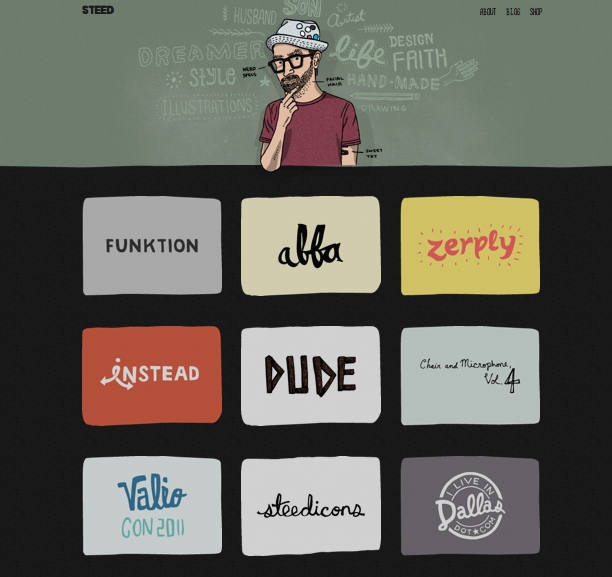 STEED
ABOUT BLOG SHOP
HUSBAND SON Artist
DREAMER life DESIGN
FAITH
NERD
SPECS
STYLE
FACIAL
HAIR
HAND-MADE
ILLUSTRATIONS
DRAWING
SWEET
TAT
FUNKTION
abba
zerply
iNSTEAD
DUDE
Chair and Microphone,
Vol. 4
Valio
CON 2011
steedicons
I LIVE IN
Dallas
DOT★COM